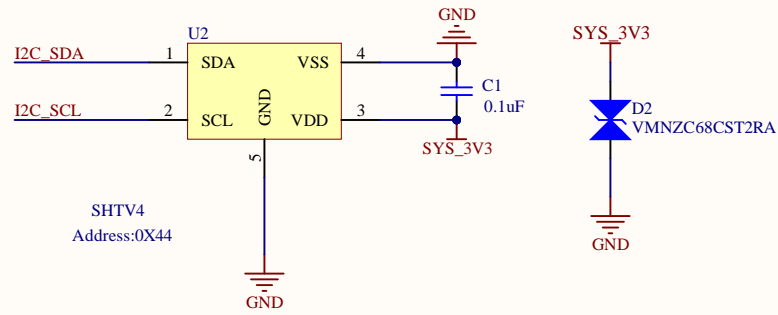 GND
U2
I2C_SDA 1 SDA VSS 4
SYS_3V3
C1
0.1uF
I2C_SCL 2 SCL GND VDD 3
SYS_3V3
5
D2
VMNZC68CST2RA
SHTV4
Address:0X44
GND
GND